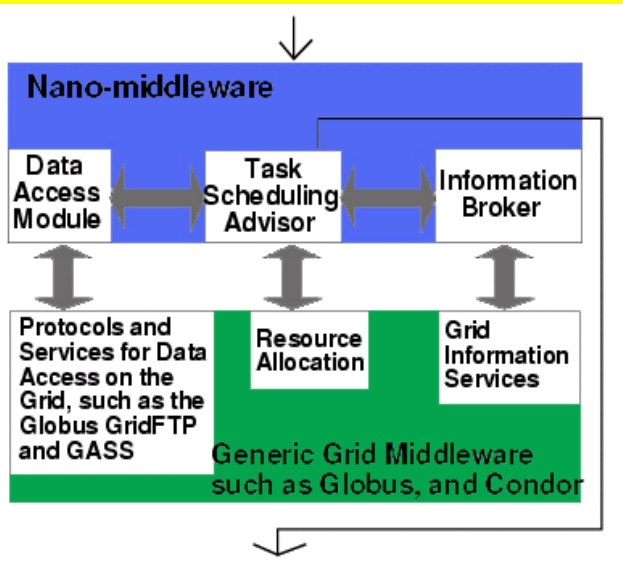 Nano-middleware
Data
Access
Module
Task
Scheduling
Advisor
Information
Broker
Protocols and
Services for Data
Access on the
Grid, such as the
Globus GridFTP
and GASS
Resource
Allocation
Grid
Information
Services
Generic Grid Middleware
such as Globus, and Condor